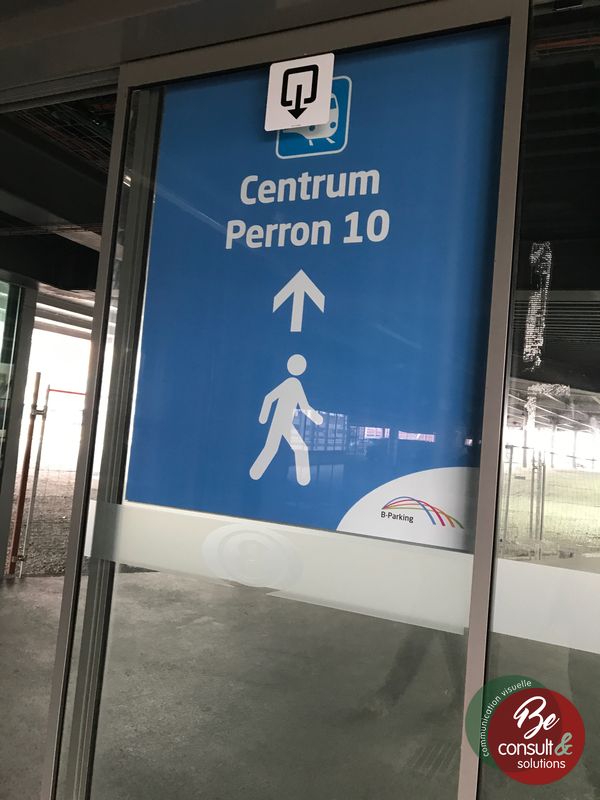 Centrum
Perron 10
B-Parking
communication visuelle
Be
consult&
solutions